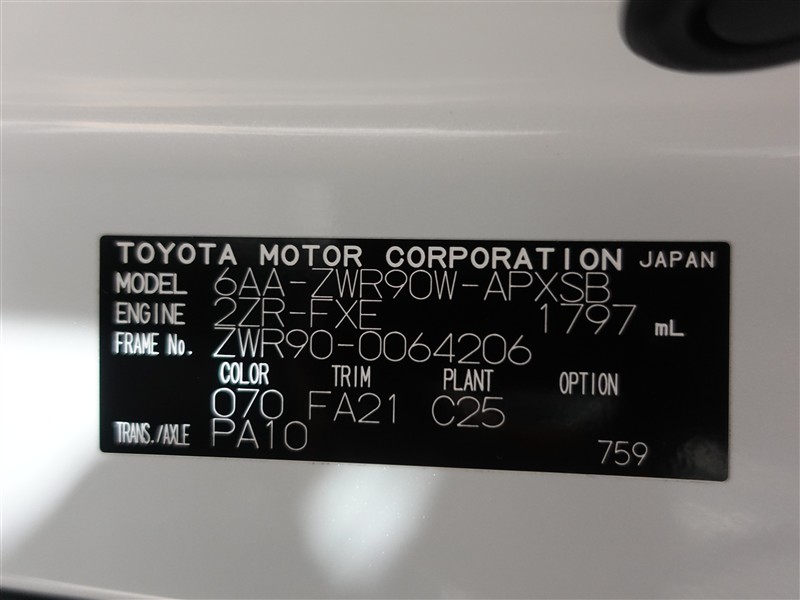 TOYOTA MOTOR CORPORATION JAPAN
MODEL 6AA-ZWR90W-APXSB
ENGINE 2ZR-FXE 1797 mL
FRAME No. ZWR90-0064206
COLOR TRIM PLANT OPTION
070 FA21 C25
TRANS./AXLE PA10
759